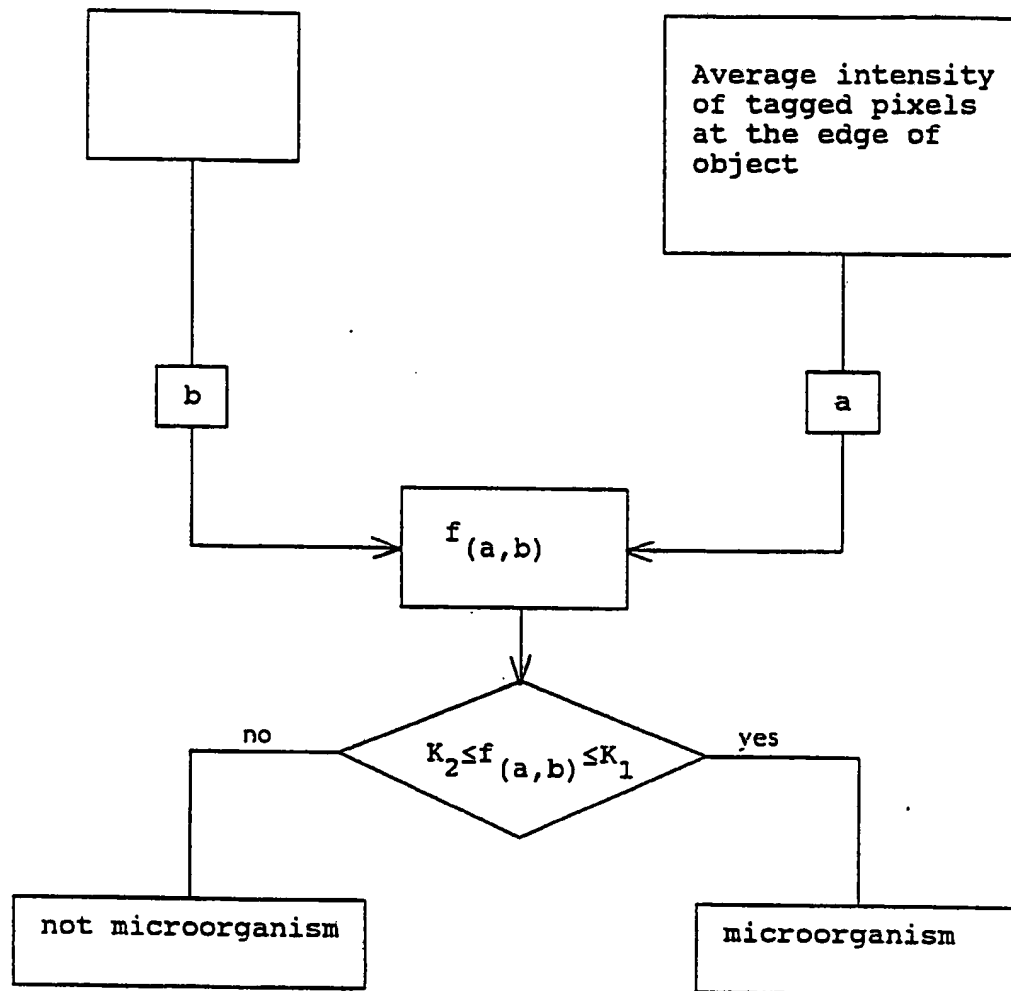 Average intensity
of tagged pixels
at the edge of
object
b
a
f(a,b)
no
K2≤f(a,b)≤K1
yes
not microorganism
microorganism